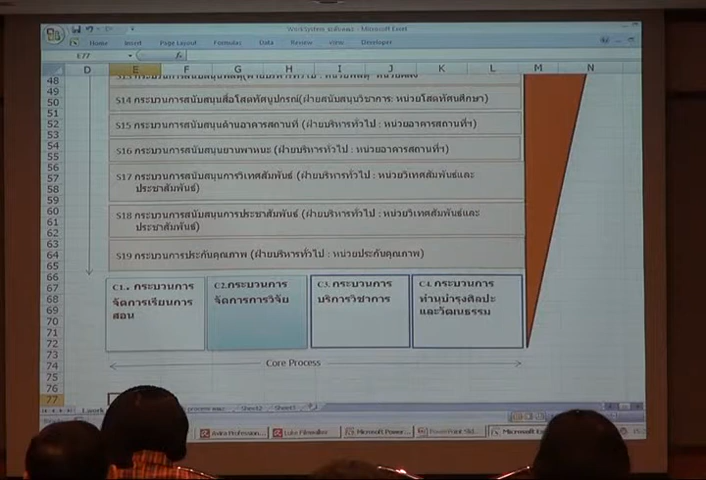 Microsoft Excel
Home Insert Page Layout Formulas Data Review View Developer
E77
D E F G H I J K L M N
48
49
50 S14 กระบวนการสนับสนุนสื่อโสตทัศนูปกรณ์(ฝ่ายสนับสนุนวิชาการ: หน่วยโสตทัศนศึกษา)
51
52 S15 กระบวนการสนับสนุนด้านอาคารสถานที่ (ฝ่ายบริหารทั่วไป : หน่วยอาคารสถานที่ฯ)
53
54 S16 กระบวนการสนับสนุนยานพาหนะ (ฝ่ายบริหารทั่วไป : หน่วยอาคารสถานที่ฯ)
55
56
57 S17 กระบวนการสนับสนุนการวิเทศสัมพันธ์ (ฝ่ายบริหารทั่วไป : หน่วยวิเทศสัมพันธ์และ
58 ประชาสัมพันธ์)
59
60 S18 กระบวนการสนับสนุนการประชาสัมพันธ์ (ฝ่ายบริหารทั่วไป : หน่วยวิเทศสัมพันธ์และ
61 ประชาสัมพันธ์)
62
63
64 S19 กระบวนการประกันคุณภาพ (ฝ่ายบริหารทั่วไป : หน่วยประกันคุณภาพ)
65
66
67 C1. กระบวนการ C2.กระบวนการ C3. กระบวนการ C4. กระบวนการ
68 จัดการเรียนการ จัดการการวิจัย บริการวิชาการ ทำนุบำรุงศิลปะ
69 สอน และวัฒนธรรม
70
71
72
73
74 Core Process
75
76
77
Sheet2 Sheet3
Microsoft Power...